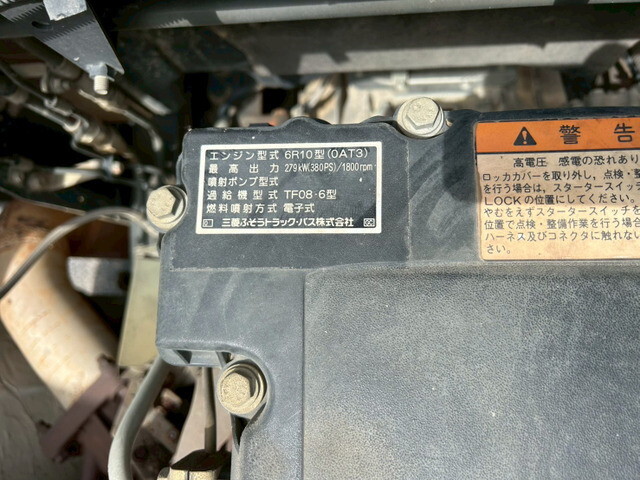 エンジン型式 6R10型(0AT3)
最高出力 279kW(380PS)/1800rpm
噴射ポンプ型式
過給機型式 TF08-6型
燃料噴射方式 電子式
三菱ふそうトラック・バス株式会社
警告
高電圧、感電の恐れあり
ロッカカバーを取り外し、点検・整
を行う場合は、スタータースイッ
LOCKの位置にしてください。
やむをえずスタータースイッチを
位置で点検・整備作業を行う場合
ハーネス及びコネクタに触れない
さい。